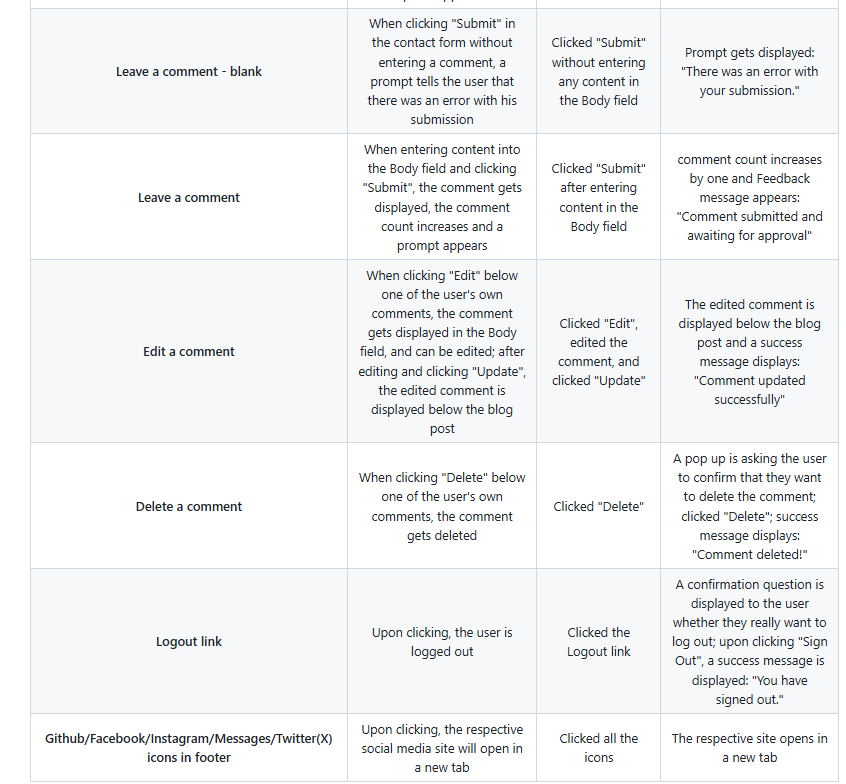 Leave a comment - blank
When clicking "Submit" in
the contact form without
entering a comment, a
prompt tells the user that
there was an error with his
submission
Clicked "Submit"
without entering
any content in
the Body field
Prompt gets displayed:
"There was an error with
your submission."
Leave a comment
When entering content into
the Body field and clicking
"Submit", the comment gets
displayed, the comment
count increases and a
prompt appears
Clicked "Submit"
after entering
content in the
Body field
comment count increases
by one and Feedback
message appears:
"Comment submitted and
awaiting for approval"
Edit a comment
When clicking "Edit" below
one of the user's own
comments, the comment
gets displayed in the Body
field, and can be edited; after
editing and clicking "Update",
the edited comment is
displayed below the blog
post
Clicked "Edit",
edited the
comment, and
clicked "Update"
The edited comment is
displayed below the blog
post and a success
message displays:
"Comment updated
successfully"
Delete a comment
When clicking "Delete" below
one of the user's own
comments, the comment
gets deleted
Clicked "Delete"
A pop up is asking the user
to confirm that they want
to delete the comment;
clicked "Delete"; success
message displays:
"Comment deleted!"
Logout link
Upon clicking, the user is
logged out
Clicked the
Logout link
A confirmation question is
displayed to the user
whether they really want to
log out; upon clicking "Sign
Out", a success message is
displayed: "You have
signed out."
Github/Facebook/Instagram/Messages/Twitter(X)
icons in footer
Upon clicking, the respective
social media site will open in
a new tab
Clicked all the
icons
The respective site opens in
a new tab